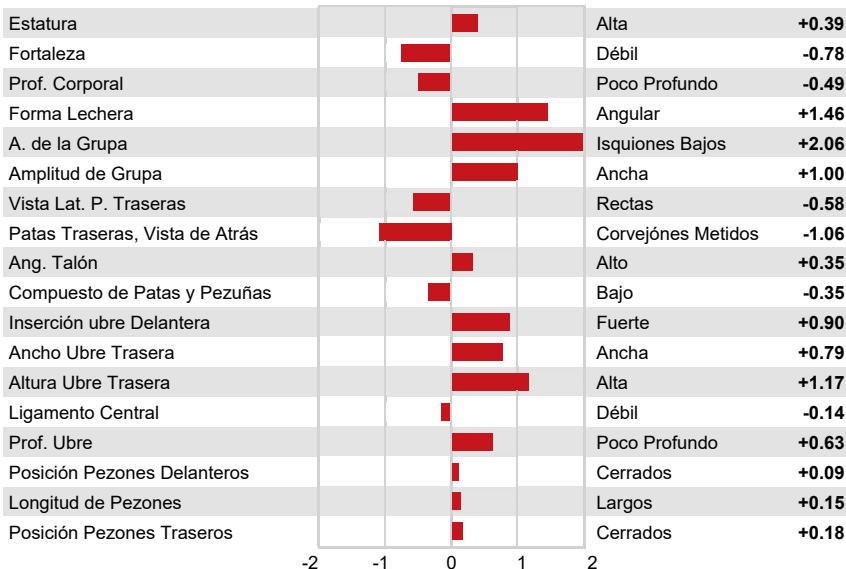 Estatura Alta +0.39
Fortaleza Débil -0.78
Prof. Corporal Poco Profundo -0.49
Forma Lechera Angular +1.46
A. de la Grupa Isquiones Bajos +2.06
Amplitud de Grupa Ancha +1.00
Vista Lat. P. Traseras Rectas -0.58
Patas Traseras, Vista de Atrás Corvejónes Metidos -1.06
Ang. Talón Alto +0.35
Compuesto de Patas y Pezuñas Bajo -0.35
Inserción ubre Delantera Fuerte +0.90
Ancho Ubre Trasera Ancha +0.79
Altura Ubre Trasera Alta +1.17
Ligamento Central Débil -0.14
Prof. Ubre Poco Profundo +0.63
Posición Pezones Delanteros Cerrados +0.09
Longitud de Pezones Largos +0.15
Posición Pezones Traseros Cerrados +0.18
-2 -1 0 1 2